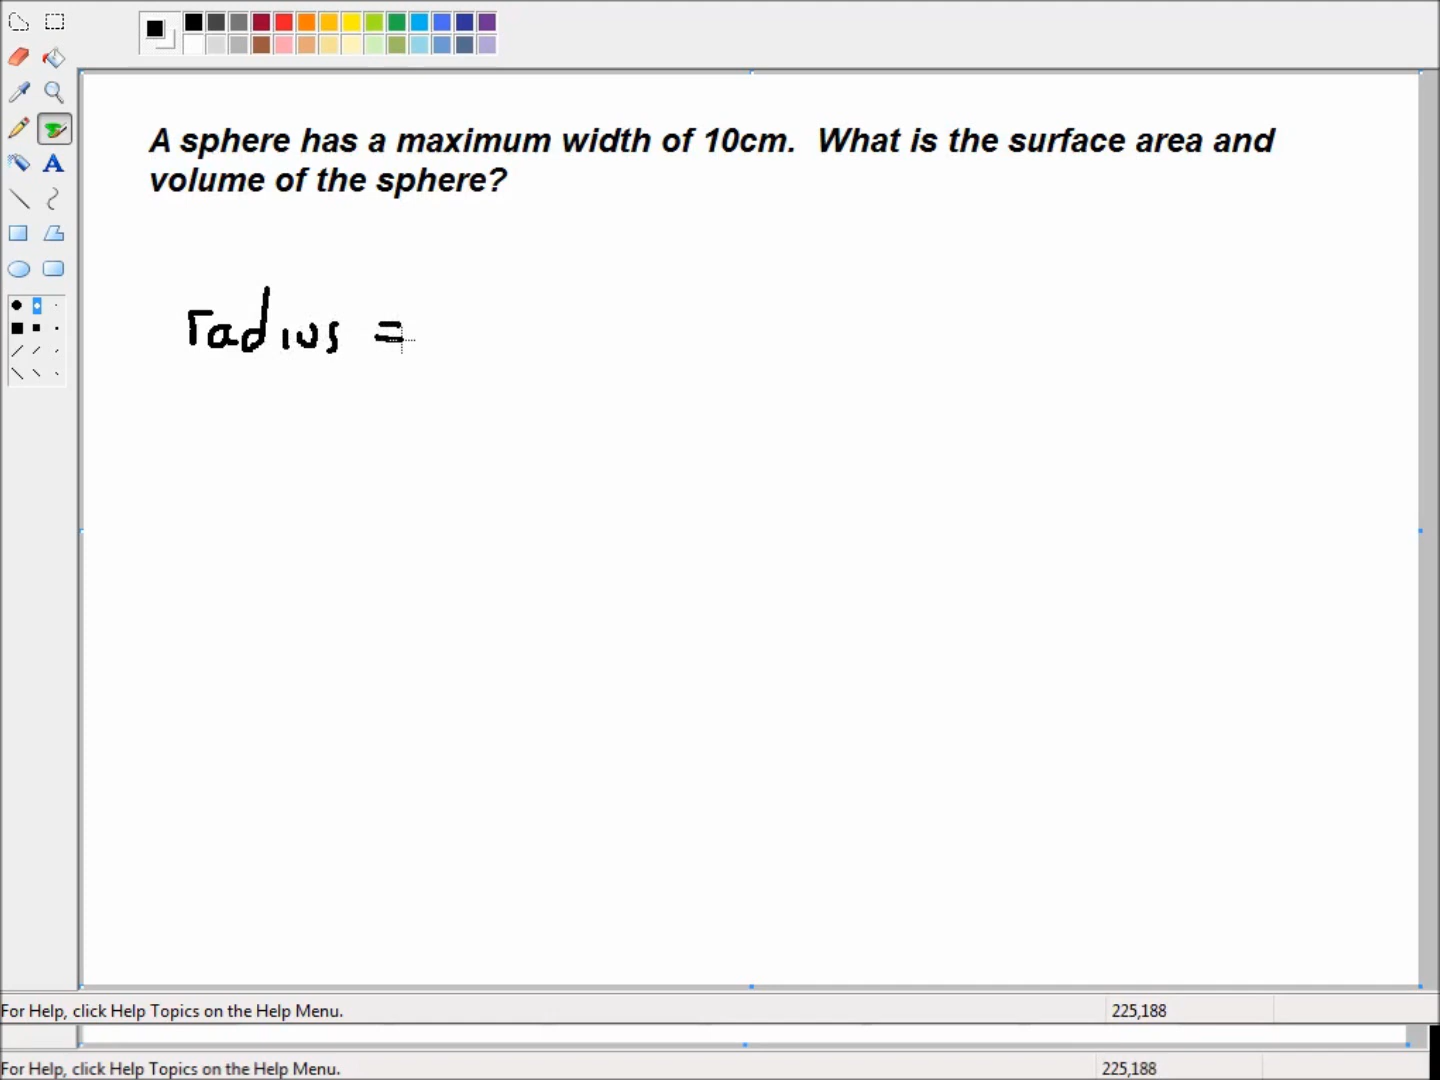 A sphere has a maximum width of 10cm. What is the surface area and
volume of the sphere?
radius =
For Help, click Help Topics on the Help Menu.
225,188
For Help, click Help Topics on the Help Menu.
225,188